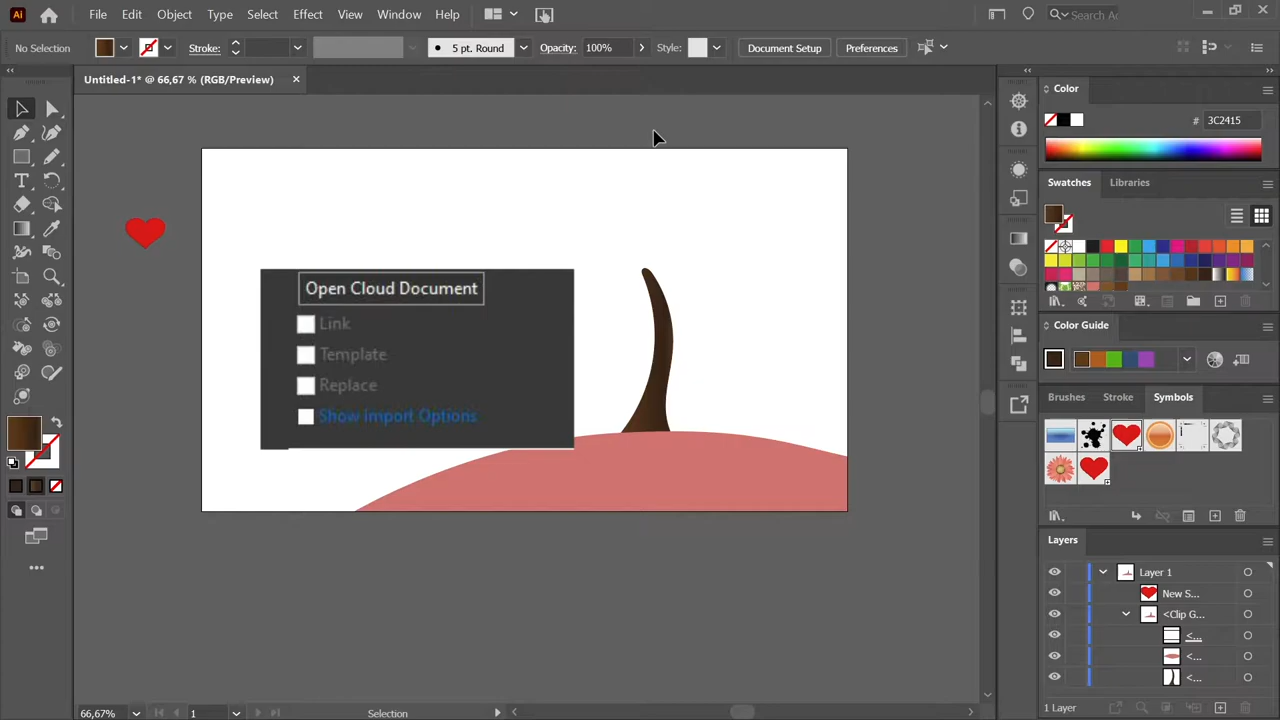 Ai File Edit Object Type Select Effect View Window Help Search Ad
No Selection Stroke: 5 pt. Round Opacity: 100% Style: Document Setup Preferences
Untitled-1* @ 66,67 % (RGB/Preview)
Color
# 3C2415
Swatches Libraries
Color Guide
Brushes Stroke Symbols
Open Cloud Document
Link
Template
Replace
Show Import Options
Layers
Layer 1
New S...
<Clip G...
<...
<...
<...
66,67% 1 Selection 1 Layer